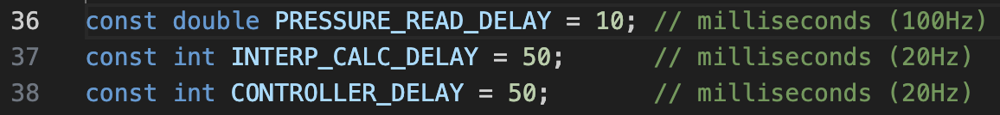 36 const double PRESSURE_READ_DELAY = 10; // milliseconds (100Hz)
37 const int INTERP_CALC_DELAY = 50; // milliseconds (20Hz)
38 const int CONTROLLER_DELAY = 50; // milliseconds (20Hz)